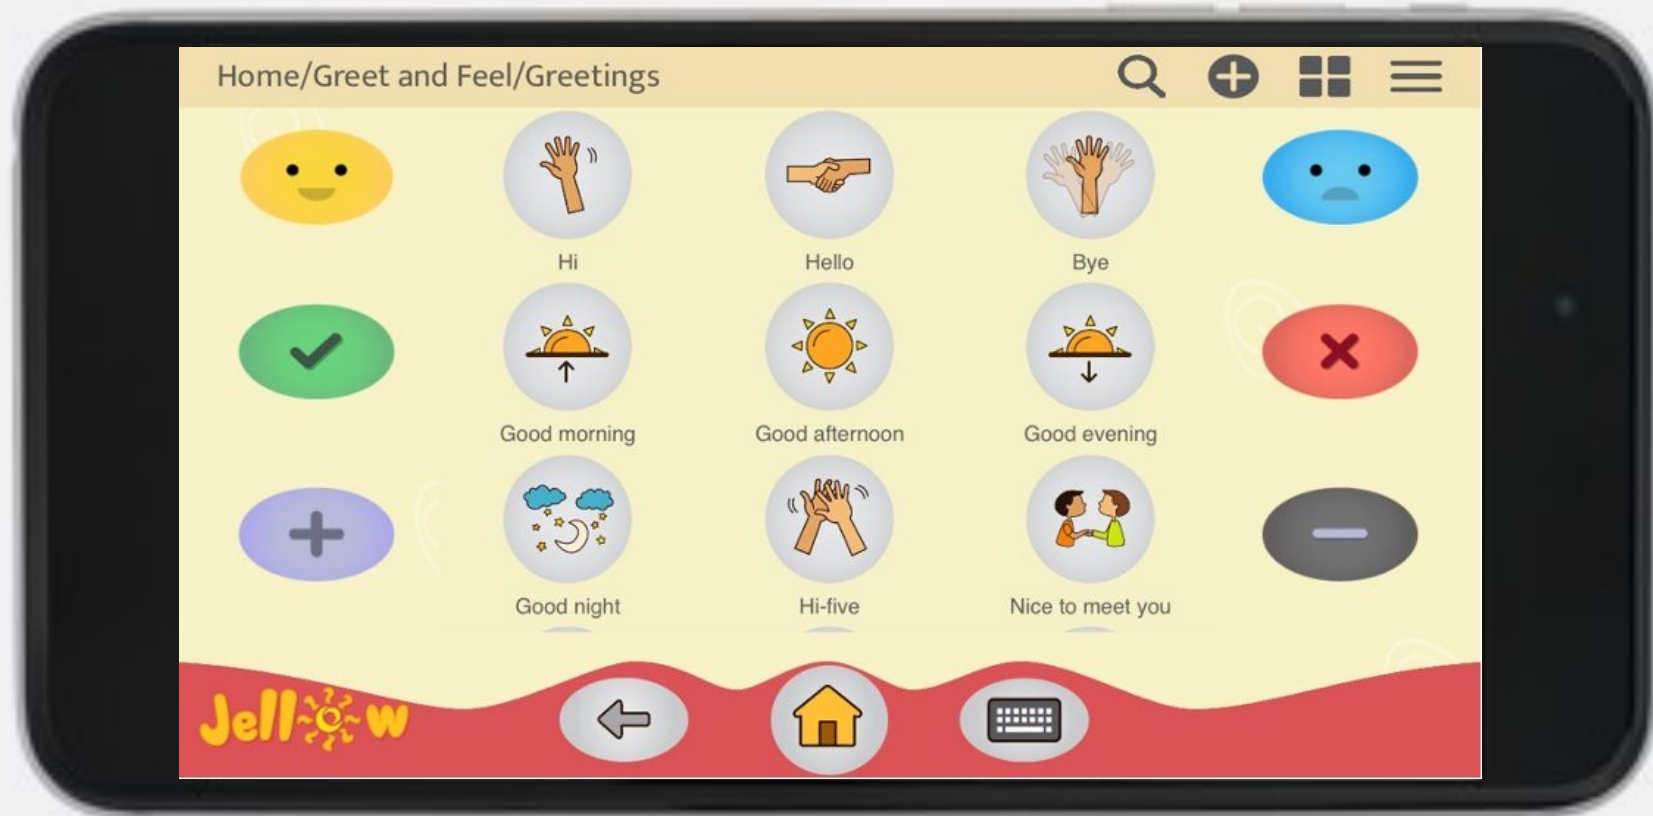 Home/Greet and Feel/Greetings
Hi
Hello
Bye
Good morning
Good afternoon
Good evening
Good night
Hi-five
Nice to meet you
Jellow